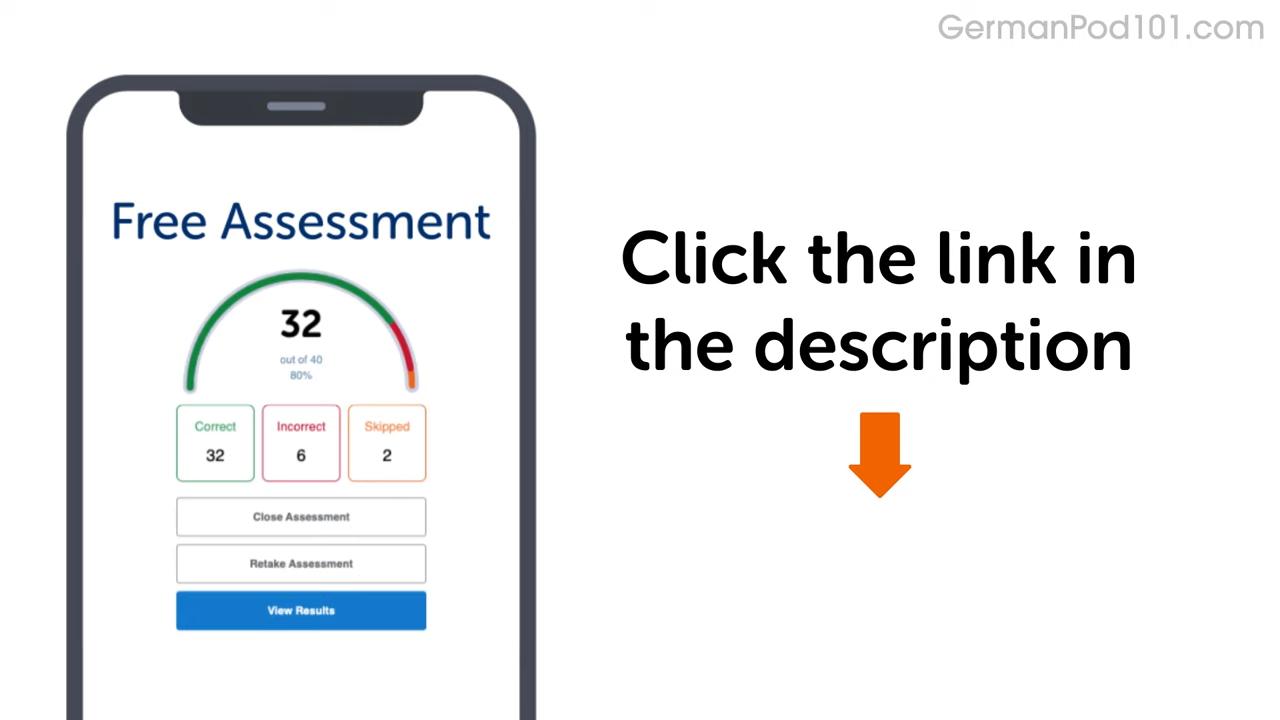 GermanPod101.com
Free Assessment
32
out of 40
80%
Correct
32
Incorrect
6
Skipped
2
Close Assessment
Retake Assessment
View Results
Click the link in
the description